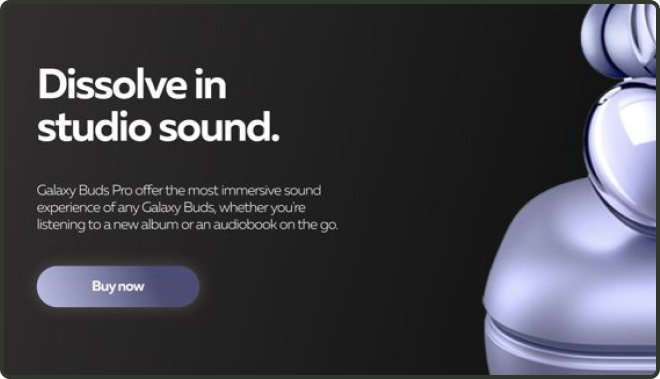 Dissolve in
studio sound.
Galaxy Buds Pro offer the most immersive sound
experience of any Galaxy Buds, whether you're
listening to a new album or an audiobook on the go.
Buy now